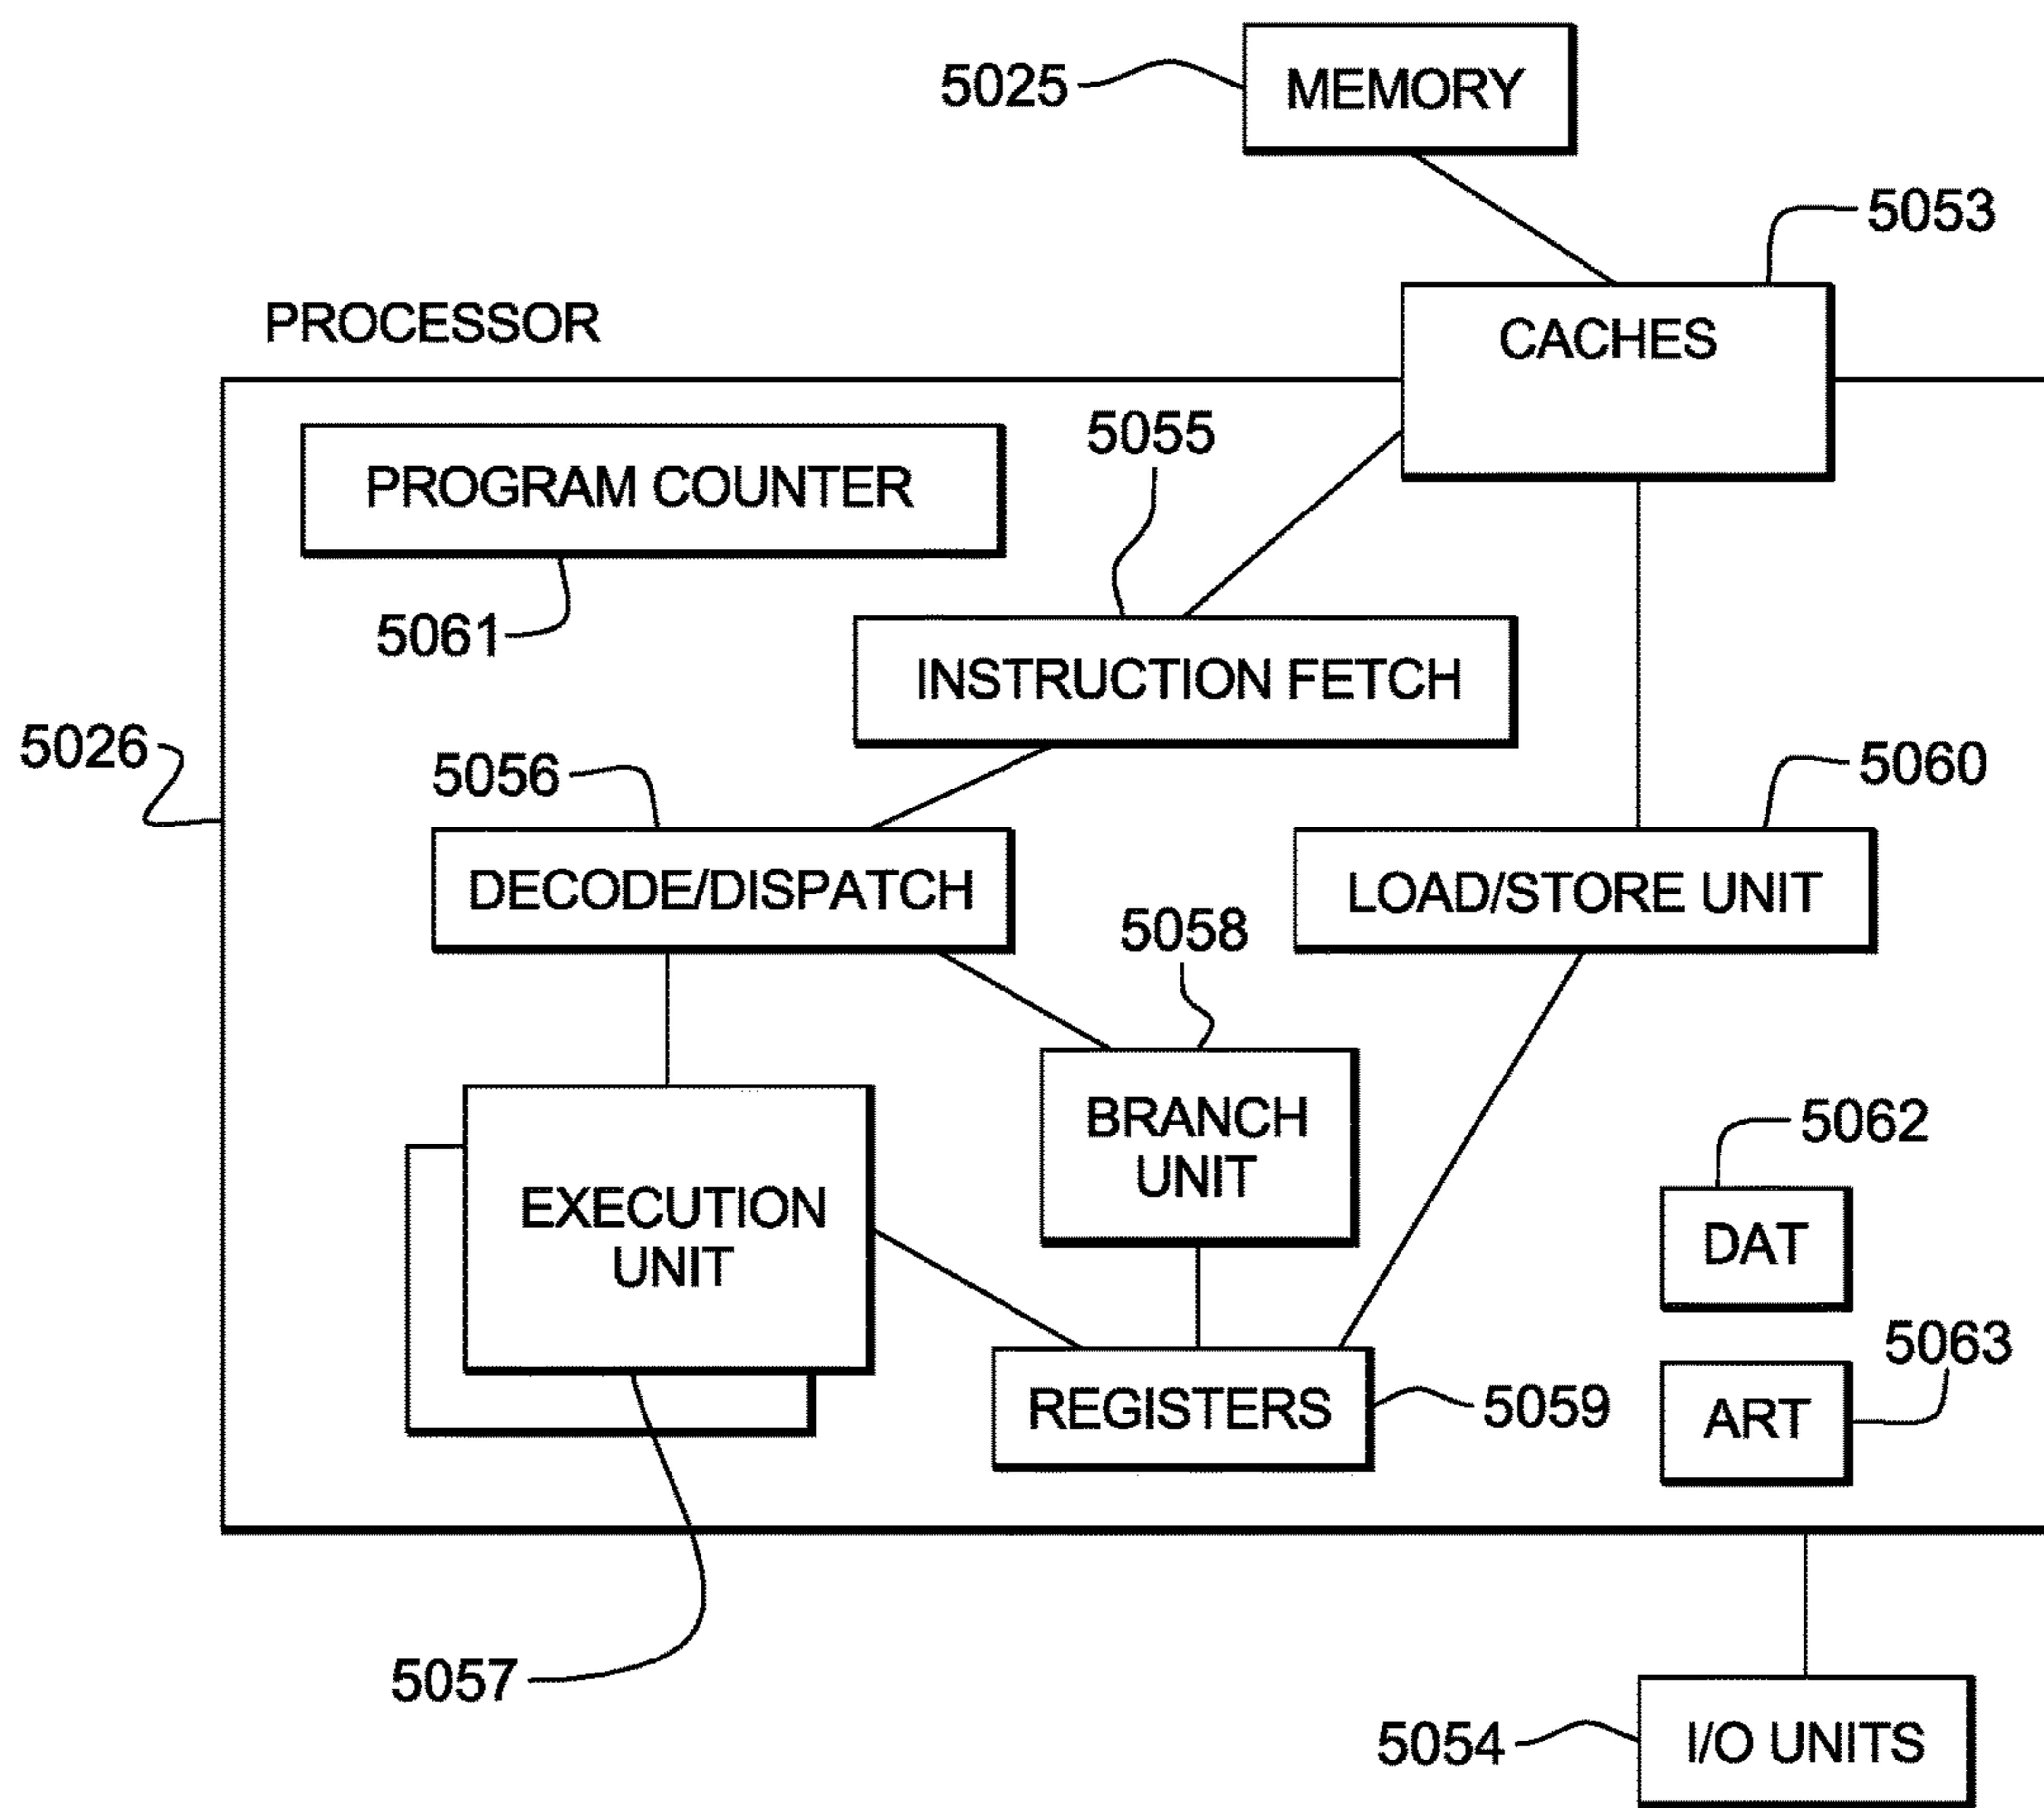 MEMORY
5025
5053
PROCESSOR
CACHES
5055
PROGRAM COUNTER
5061
INSTRUCTION FETCH
5026
5056
5060
DECODE/DISPATCH
LOAD/STORE UNIT
5058
BRANCH
UNIT
5062
EXECUTION
UNIT
DAT
5063
REGISTERS
5059
ART
5057
5054
I/O UNITS